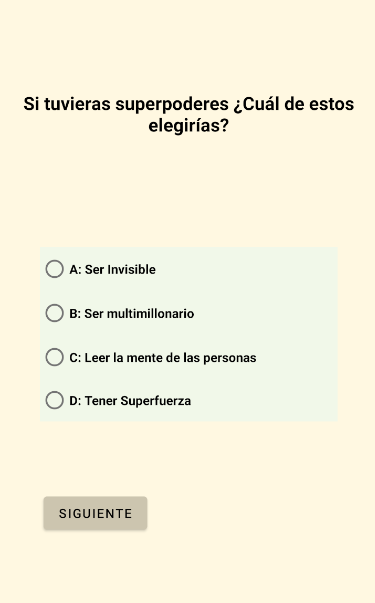 Si tuvieras superpoderes ¿Cuál de estos
elegirías?
A: Ser Invisible
B: Ser multimillonario
C: Leer la mente de las personas
D: Tener Superfuerza
SIGUIENTE